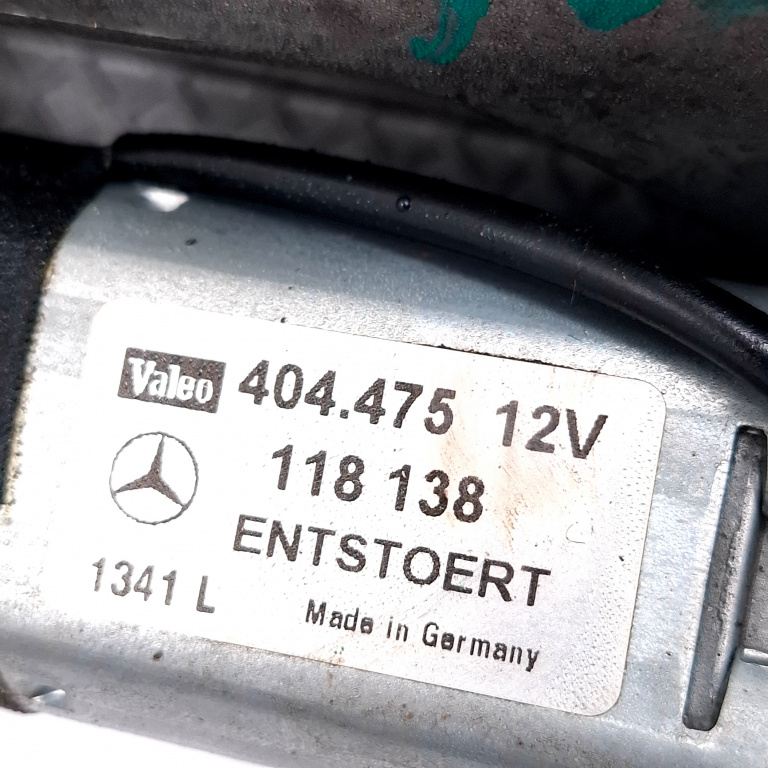 Valeo 404.475 12V
118 138
ENTSTOERT
1341 L
Made in Germany